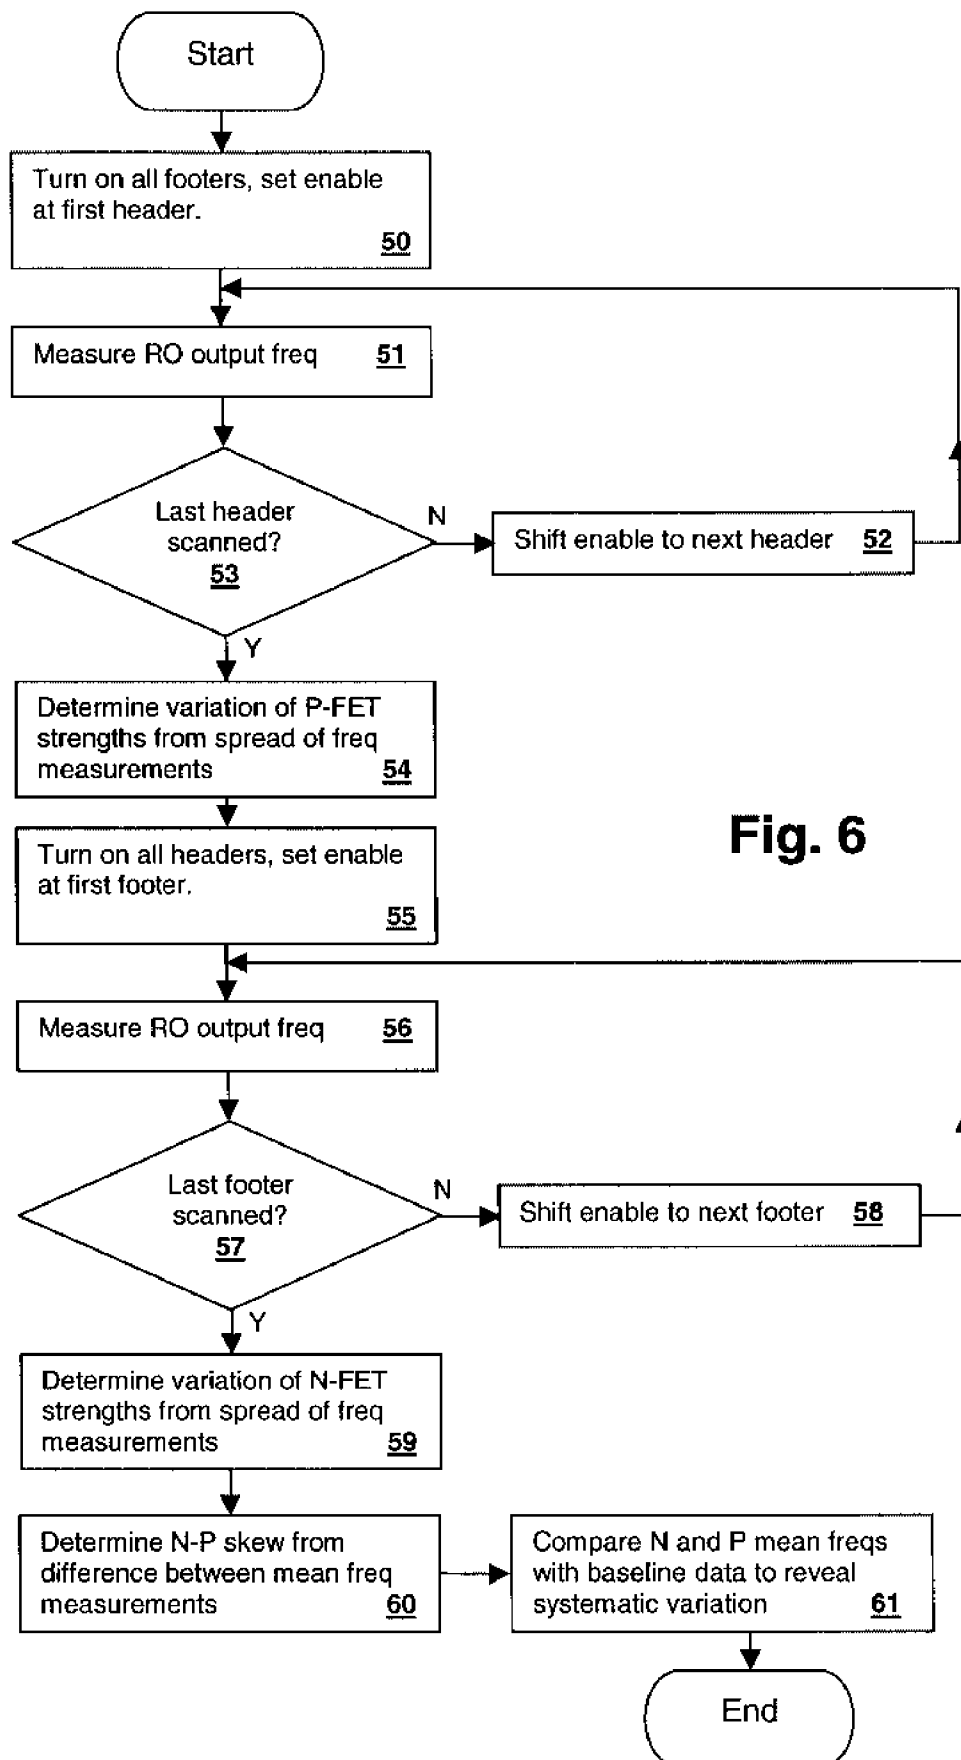 Start
Turn on all footers, set enable
at first header.
50
Measure RO output freq 51
Last header
scanned?
53
N
Shift enable to next header 52
Y
Determine variation of P-FET
strengths from spread of freq
measurements 54
Turn on all headers, set enable
at first footer.
55
Fig. 6
Measure RO output freq 56
Last footer
scanned?
57
N
Shift enable to next footer 58
Y
Determine variation of N-FET
strengths from spread of freq
measurements 59
Determine N-P skew from
difference between mean freq
measurements 60
Compare N and P mean freqs
with baseline data to reveal
systematic variation 61
End